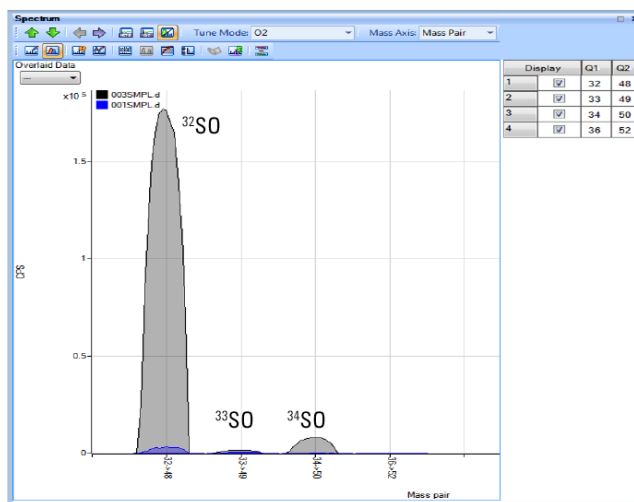 Spectrum
Tune Mode: O2 Mass Axis: Mass Pair
Overlaid Data
---
x10 5
003SMPL.d
001SMPL.d
³²SO
1.5
1
0.5
0
CPS
³³SO
³⁴SO
32->48
33->49
34->50
36->52
Mass pair
Display Q1 Q2
1 32 48
2 33 49
3 34 50
4 36 52